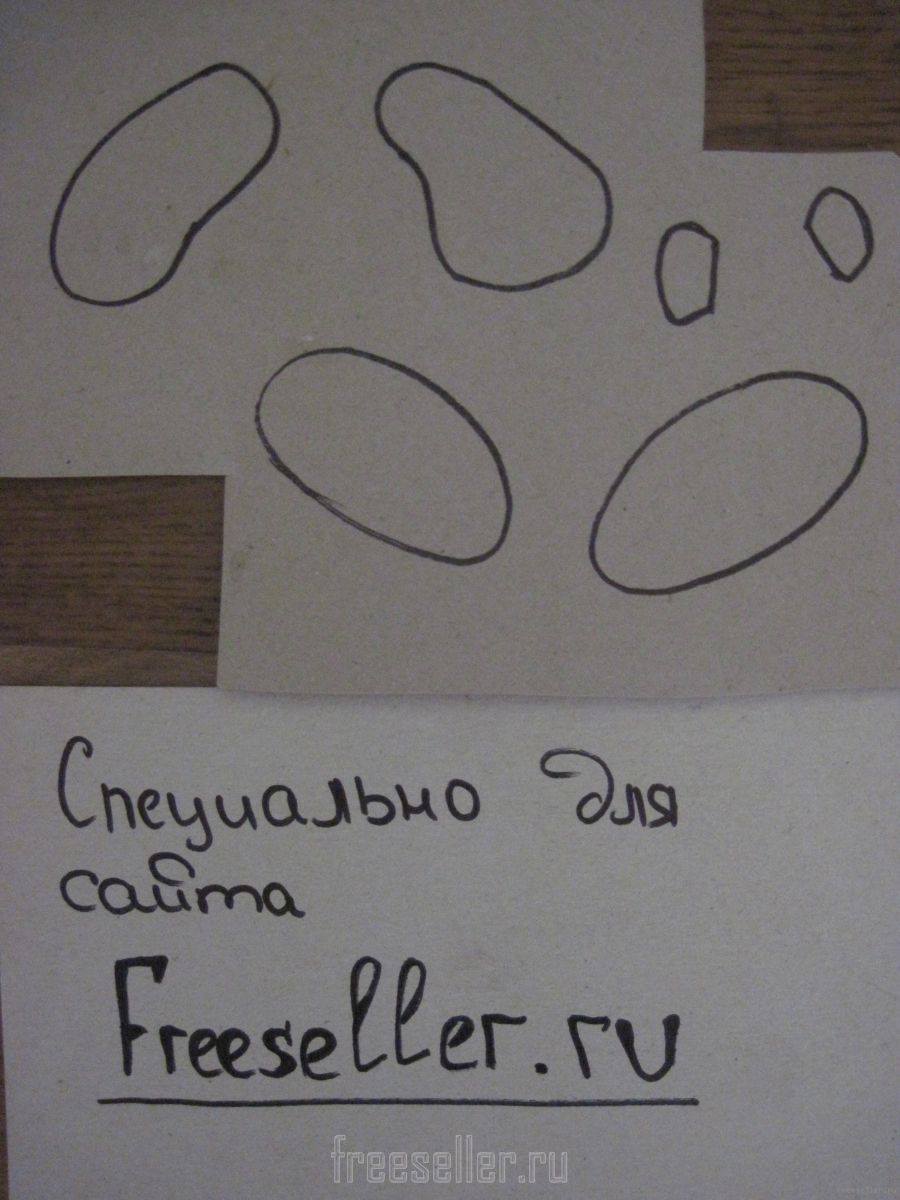 Специально для
сайта
Freeseller.ru
freeseller.ru